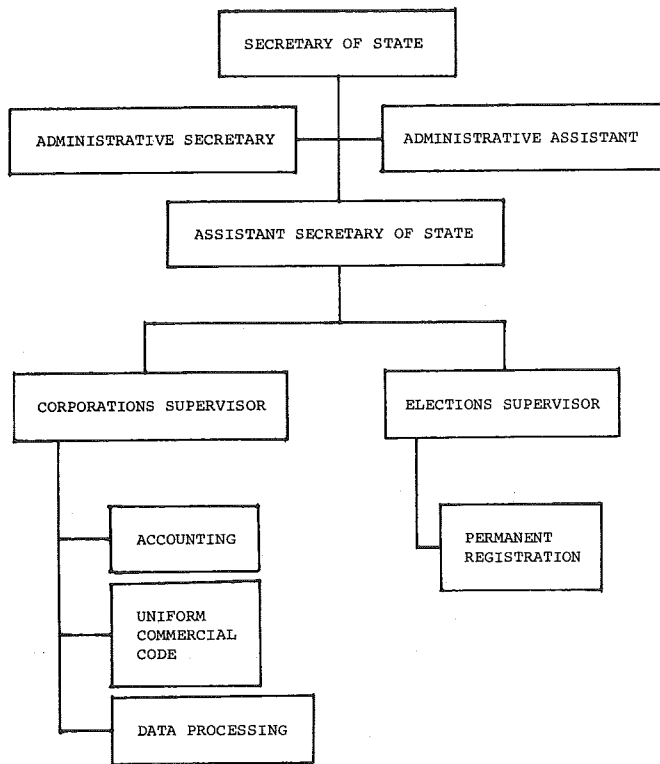 SECRETARY OF STATE
ADMINISTRATIVE SECRETARY
ADMINISTRATIVE ASSISTANT
ASSISTANT SECRETARY OF STATE
CORPORATIONS SUPERVISOR
ELECTIONS SUPERVISOR
ACCOUNTING
UNIFORM
COMMERCIAL
CODE
DATA PROCESSING
PERMANENT
REGISTRATION